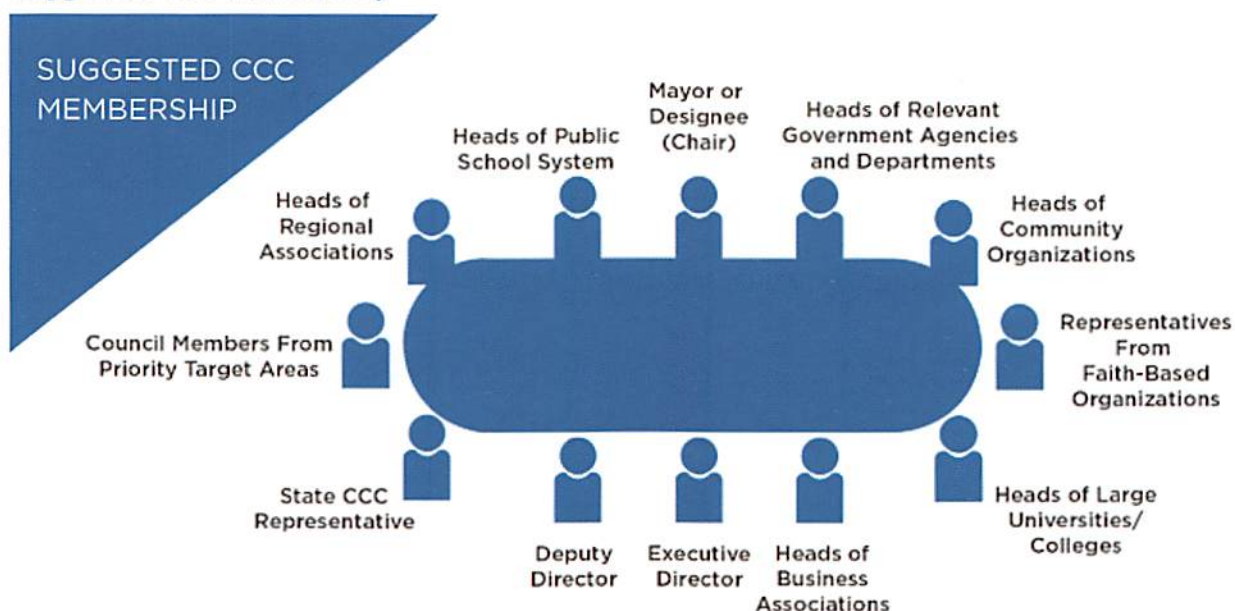 SUGGESTED CCC
MEMBERSHIP
Mayor or
Designee
(Chair)
Heads of Public
School System
Heads of Relevant
Government Agencies
and Departments
Heads of
Regional
Associations
Heads of
Community
Organizations
Council Members From
Priority Target Areas
Representatives
From
Faith-Based
Organizations
State CCC
Representative
Heads of Large
Universities/
Colleges
Deputy
Director
Executive
Director
Heads of
Business
Associations